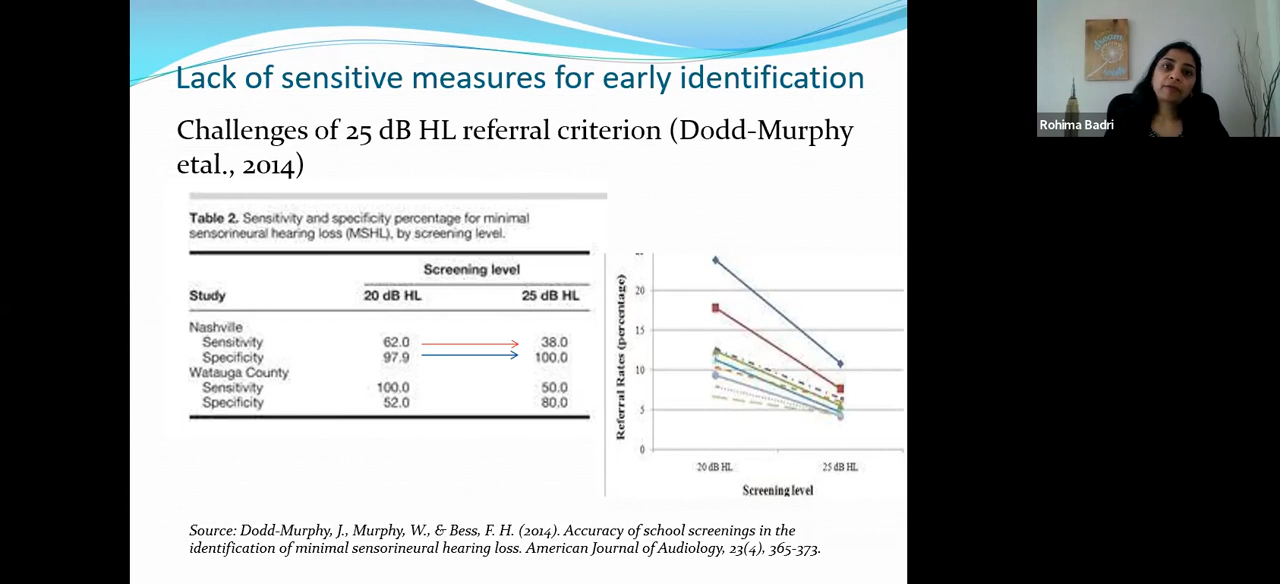 Lack of sensitive measures for early identification
Challenges of 25 dB HL referral criterion (Dodd-Murphy
etal., 2014)
Table 2. Sensitivity and specificity percentage for minimal
sensorineural hearing loss (MSHL), by screening level.
Screening level
Study 20 dB HL 25 dB HL
Nashville
Sensitivity 62.0 38.0
Specificity 97.9 100.0
Watauga County
Sensitivity 100.0 50.0
Specificity 52.0 80.0
Referral Rates (percentage)
20
15
10
5
0
20 dB HL 25 dB HL
Screening level
Source: Dodd-Murphy, J., Murphy, W., & Bess, F. H. (2014). Accuracy of school screenings in the
identification of minimal sensorineural hearing loss. American Journal of Audiology, 23(4), 365-373.
dream
Rohima Badri